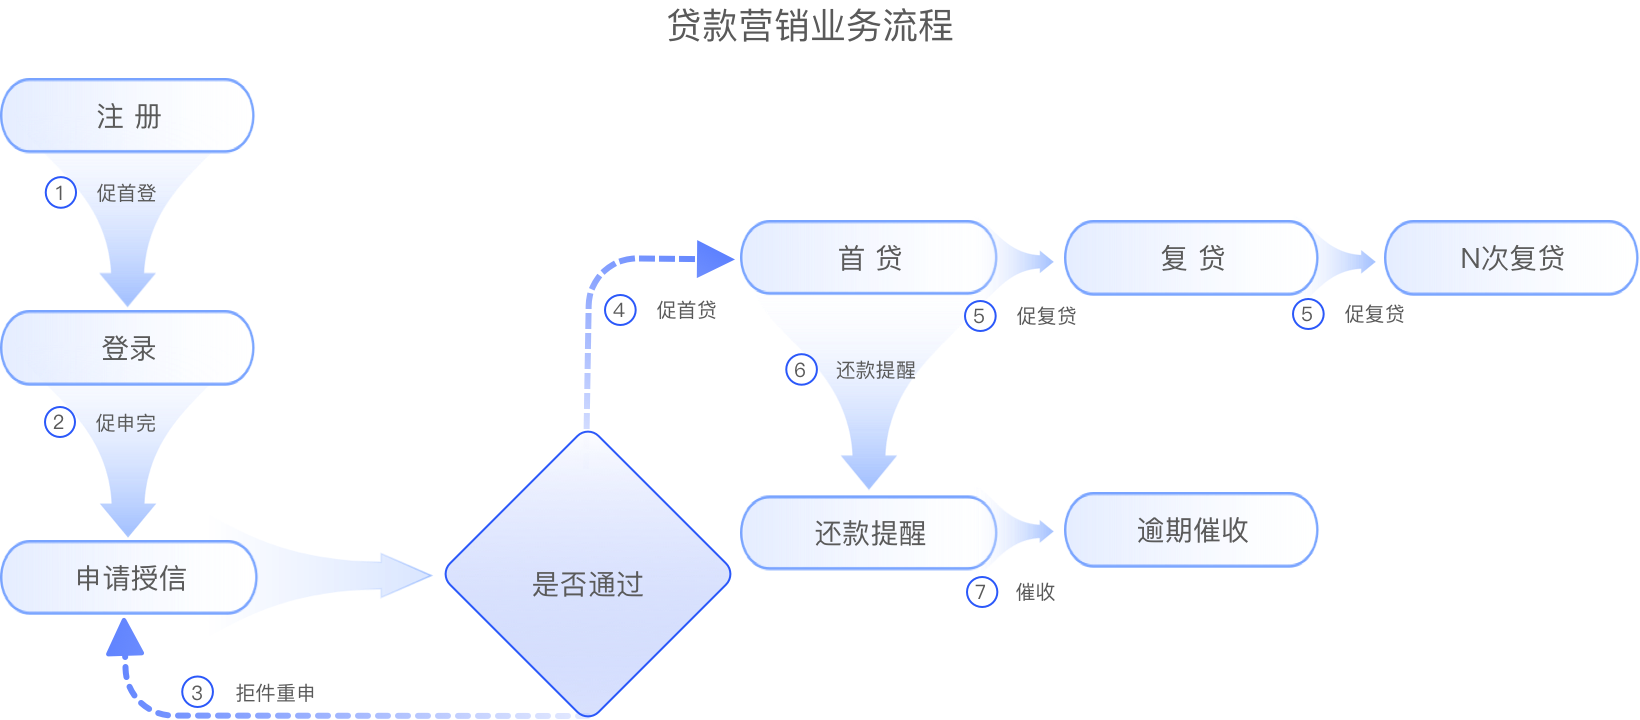 贷款营销业务流程
注 册
1 促首登
登录
2 促申完
申请授信
是否通过
3 拒件重申
4 促首贷
首 贷
5 促复贷
复 贷
5 促复贷
N次复贷
6 还款提醒
还款提醒
7 催收
逾期催收